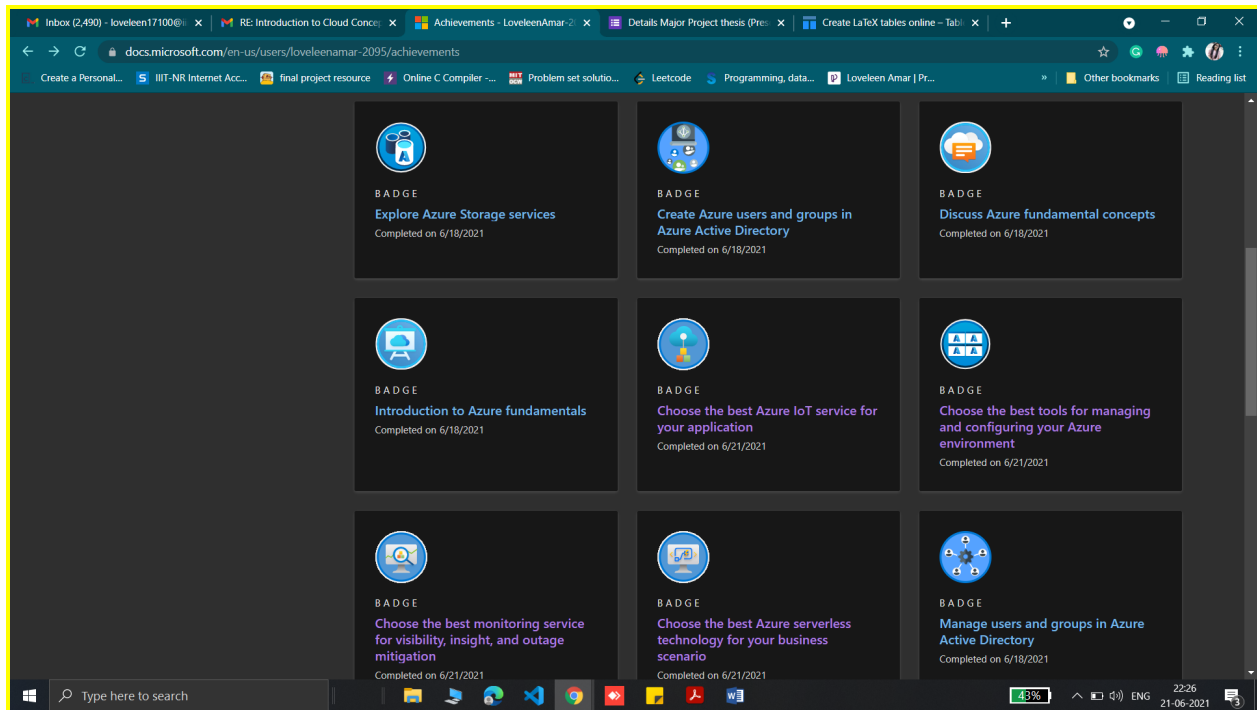 Inbox (2,490) - loveleen17100@ii
RE: Introduction to Cloud Concep
Achievements - LoveleenAmar-20
Details Major Project thesis (Pres
Create LaTeX tables online – Tabl
docs.microsoft.com/en-us/users/loveleenamar-2095/achievements
Create a Personal... IIIT-NR Internet Acc... final project resource Online C Compiler -... Problem set solutio... Leetcode Programming, data... Loveleen Amar | Pr... » Other bookmarks Reading list
BADGE
Explore Azure Storage services
Completed on 6/18/2021
BADGE
Create Azure users and groups in
Azure Active Directory
Completed on 6/18/2021
BADGE
Discuss Azure fundamental concepts
Completed on 6/18/2021
BADGE
Introduction to Azure fundamentals
Completed on 6/18/2021
BADGE
Choose the best Azure IoT service for
your application
Completed on 6/21/2021
BADGE
Choose the best tools for managing
and configuring your Azure
environment
Completed on 6/21/2021
BADGE
Choose the best monitoring service
for visibility, insight, and outage
mitigation
Completed on 6/21/2021
BADGE
Choose the best Azure serverless
technology for your business
scenario
Completed on 6/21/2021
BADGE
Manage users and groups in Azure
Active Directory
Completed on 6/18/2021
Type here to search
43%
ENG
22:26
21-06-2021
3